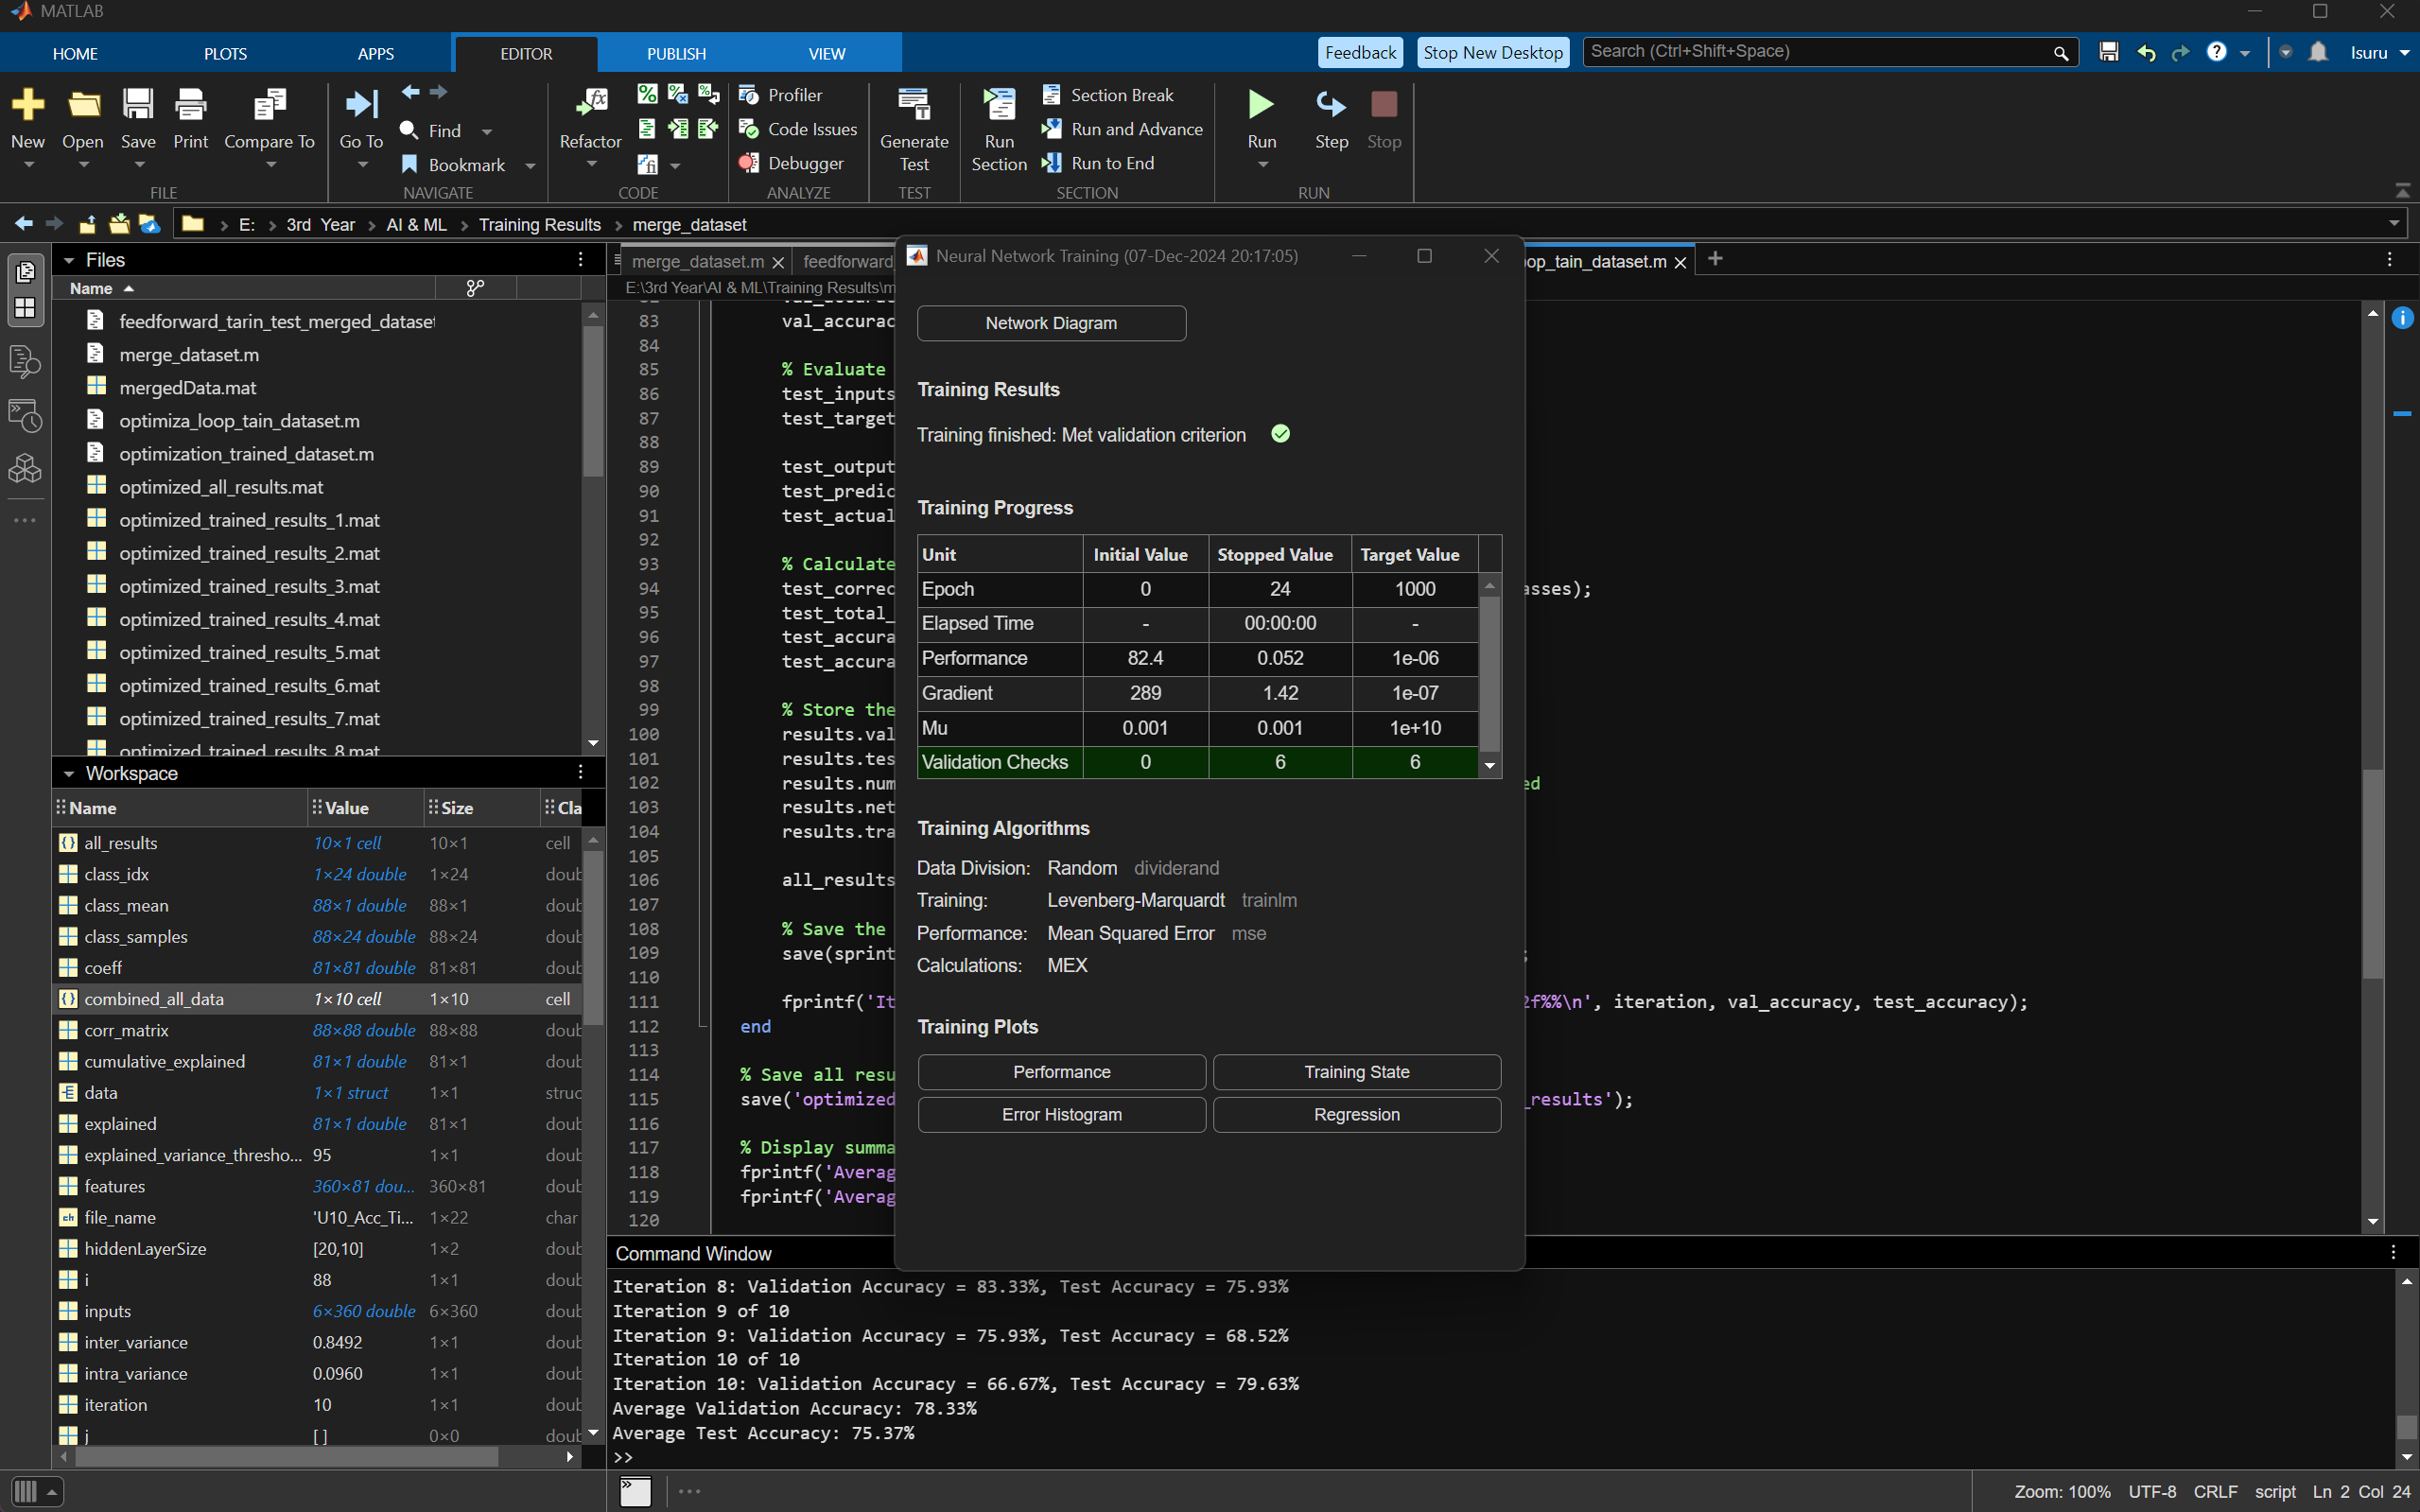 MATLAB
HOME PLOTS APPS EDITOR PUBLISH VIEW Feedback Stop New Desktop Search (Ctrl+Shift+Space) Isuru
New Open Save Print Compare To
FILE
Go To Find Bookmark
NAVIGATE
Refactor
CODE
Profiler
Code Issues
Debugger
ANALYZE
Generate Test
TEST
Run Section
Section Break
Run and Advance
Run to End
SECTION
Run Step Stop
RUN
E: 3rd Year AI & ML Training Results merge_dataset
Files
Name
feedforward_tarin_test_merged_dataset
merge_dataset.m
mergedData.mat
optimiza_loop_tain_dataset.m
optimization_trained_dataset.m
optimized_all_results.mat
optimized_trained_results_1.mat
optimized_trained_results_2.mat
optimized_trained_results_3.mat
optimized_trained_results_4.mat
optimized_trained_results_5.mat
optimized_trained_results_6.mat
optimized_trained_results_7.mat
optimized_trained_results_8.mat
Workspace
Name Value Size Cla
all_results 10×1 cell 10×1 cell
class_idx 1×24 double 1×24 doub
class_mean 88×1 double 88×1 doub
class_samples 88×24 double 88×24 doub
coeff 81×81 double 81×81 doub
combined_all_data 1×10 cell 1×10 cell
corr_matrix 88×88 double 88×88 doub
cumulative_explained 81×1 double 81×1 doub
data 1×1 struct 1×1 struc
explained 81×1 double 81×1 doub
explained_variance_thresho... 95 1×1 doub
features 360×81 dou... 360×81 doub
file_name 'U10_Acc_Ti... 1×22 char
hiddenLayerSize [20,10] 1×2 doub
i 88 1×1 doub
inputs 6×360 double 6×360 doub
inter_variance 0.8492 1×1 doub
intra_variance 0.0960 1×1 doub
iteration 10 1×1 doub
j [ ] 0×0 doub
merge_dataset.m feedforward op_tain_dataset.m
E:\3rd Year\AI & ML\Training Results\m
83 val_accurac
84
85 % Evaluate
86 test_inputs
87 test_target
88
89 test_output
90 test_predic
91 test_actual
92
93 % Calculate
94 test_correc asses);
95 test_total_
96 test_accura
97 test_accura
98
99 % Store the
100 results.val
101 results.tes
102 results.num ed
103 results.net
104 results.tra
105
106 all_results
107
108 % Save the
109 save(sprint ;
110
111 fprintf('It 2f%%\n', iteration, val_accuracy, test_accuracy);
112 end
113
114 % Save all resu
115 save('optimized _results');
116
117 % Display summa
118 fprintf('Averag
119 fprintf('Averag
120
Neural Network Training (07-Dec-2024 20:17:05)
Network Diagram
Training Results
Training finished: Met validation criterion
Training Progress
Unit Initial Value Stopped Value Target Value
Epoch 0 24 1000
Elapsed Time - 00:00:00 -
Performance 82.4 0.052 1e-06
Gradient 289 1.42 1e-07
Mu 0.001 0.001 1e+10
Validation Checks 0 6 6
Training Algorithms
Data Division: Random dividerand
Training: Levenberg-Marquardt trainlm
Performance: Mean Squared Error mse
Calculations: MEX
Training Plots
Performance Training State
Error Histogram Regression
Command Window
Iteration 8: Validation Accuracy = 83.33%, Test Accuracy = 75.93%
Iteration 9 of 10
Iteration 9: Validation Accuracy = 75.93%, Test Accuracy = 68.52%
Iteration 10 of 10
Iteration 10: Validation Accuracy = 66.67%, Test Accuracy = 79.63%
Average Validation Accuracy: 78.33%
Average Test Accuracy: 75.37%
>>
Zoom: 100% UTF-8 CRLF script Ln 2 Col 24